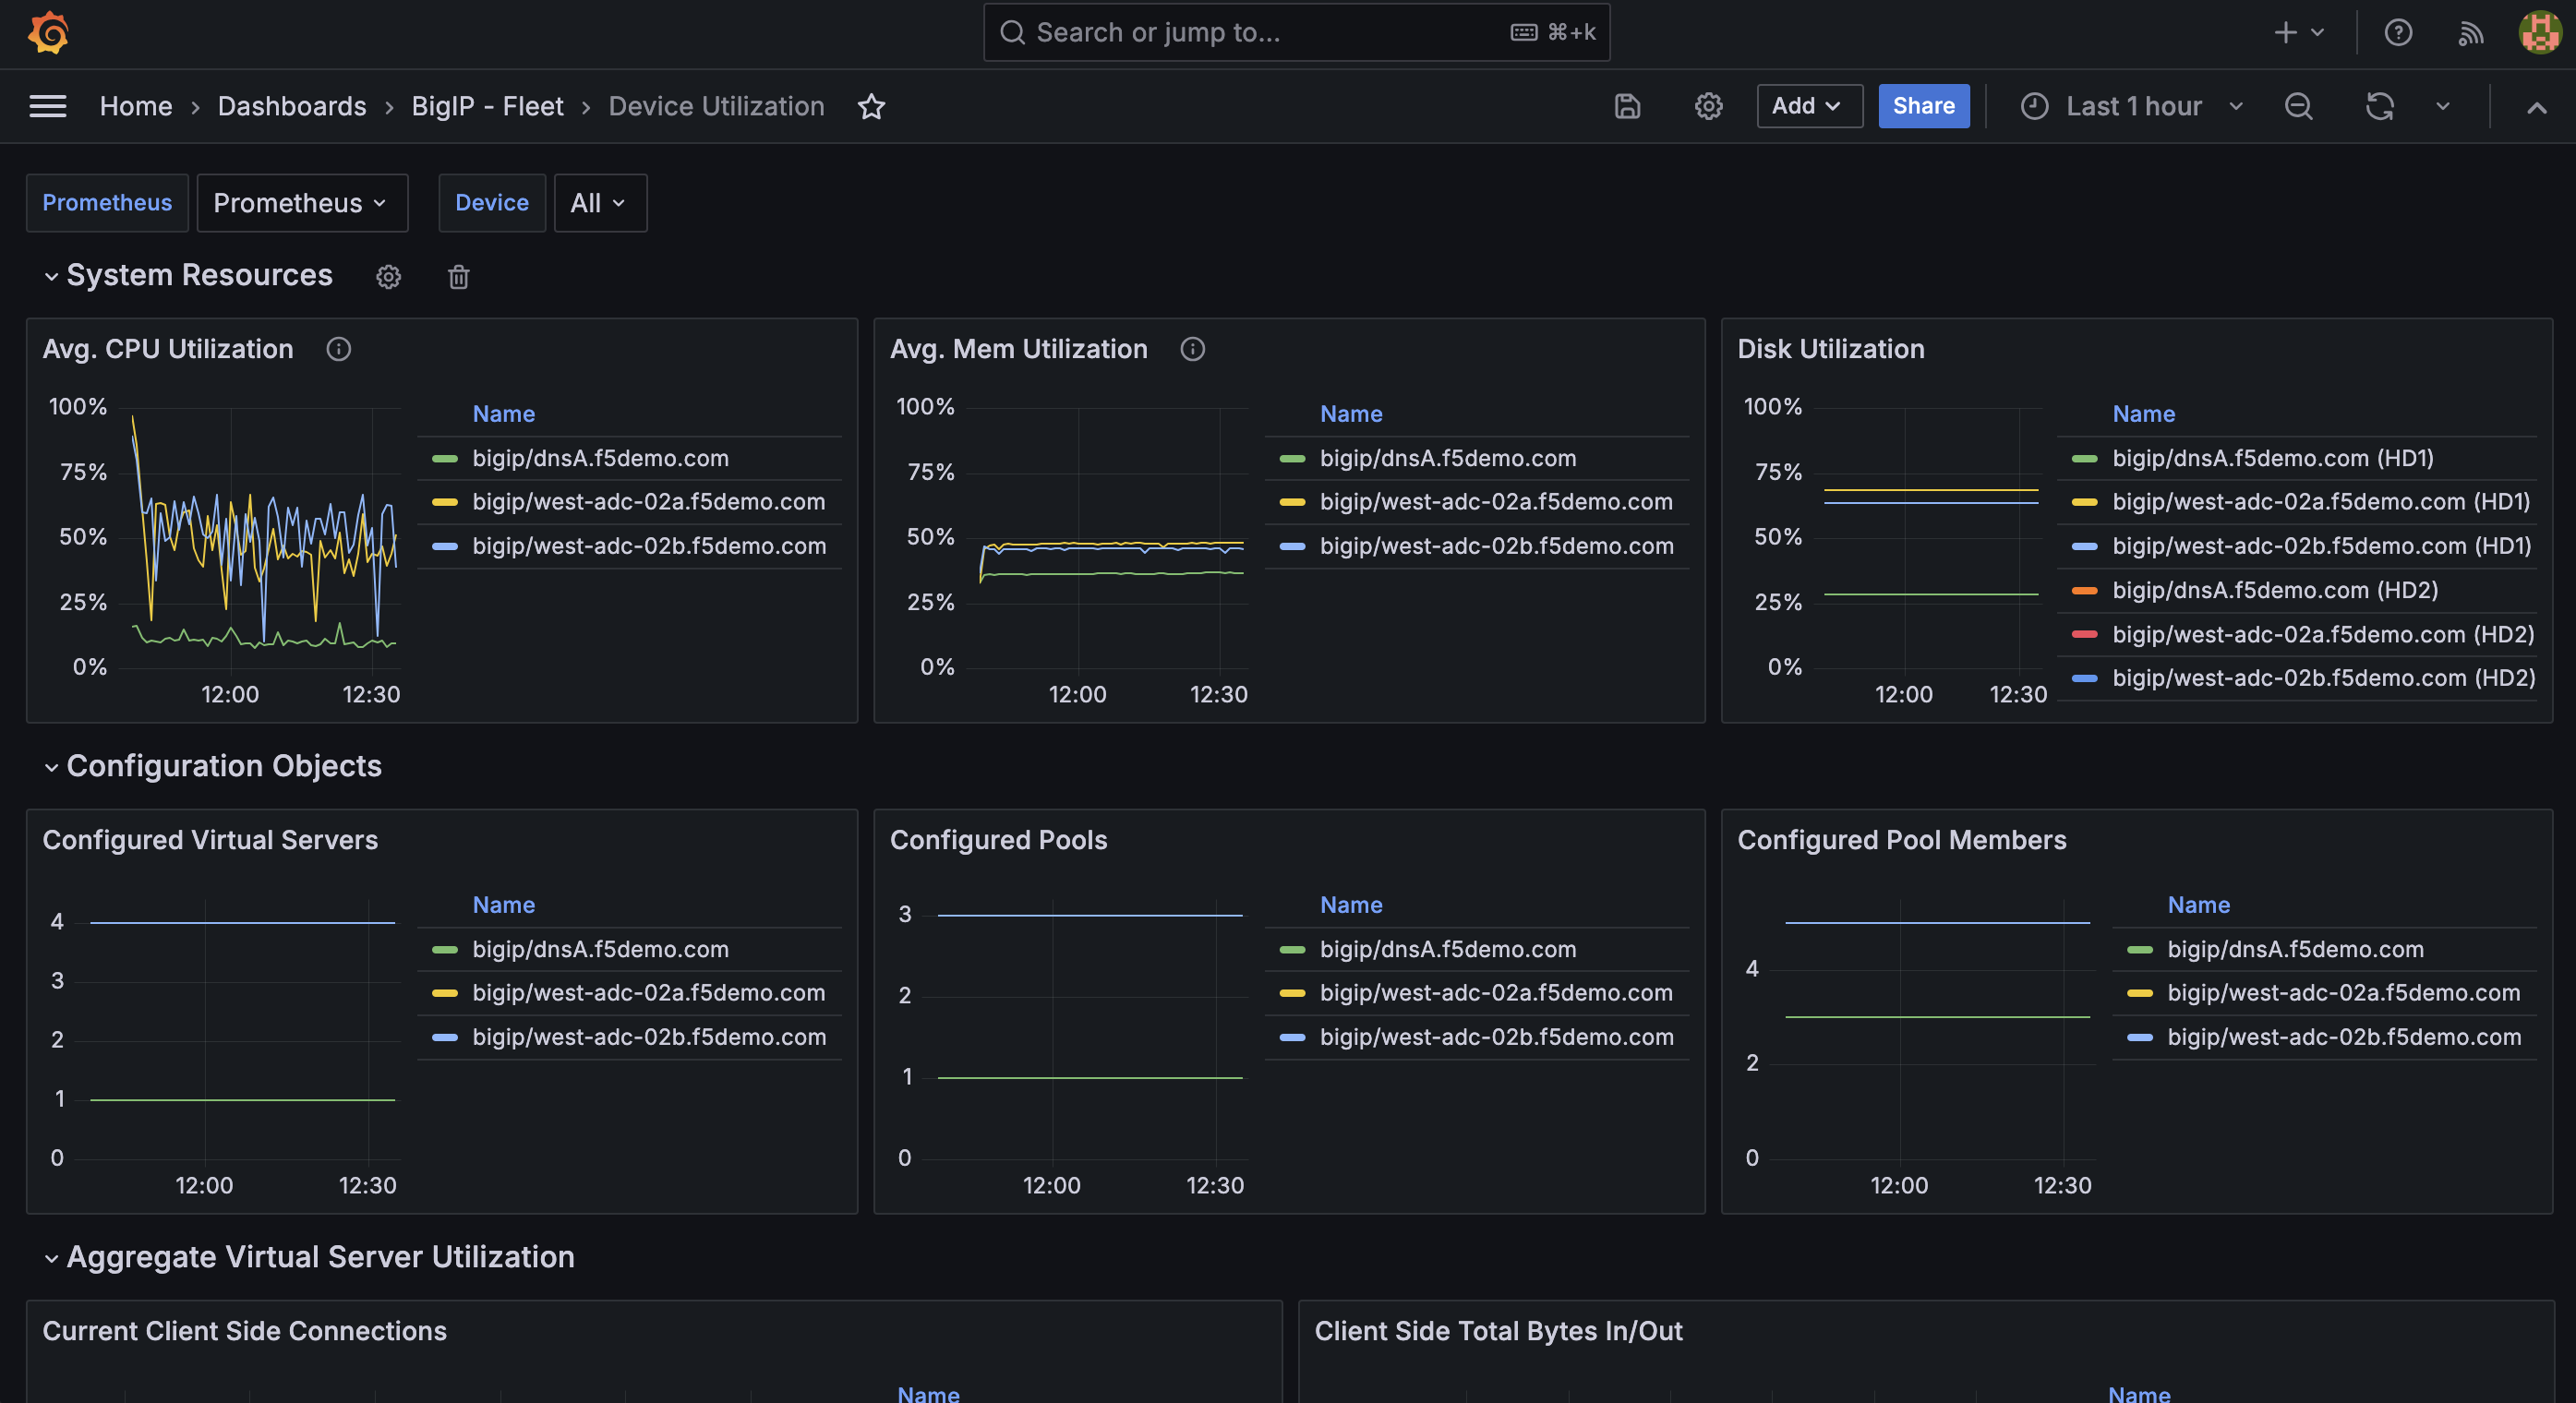 Search or jump to... ⌘+k
Home › Dashboards › BigIP - Fleet › Device Utilization
Add
Share
Last 1 hour
Prometheus
Prometheus
Device
All
System Resources
Avg. CPU Utilization
100%
75%
50%
25%
0%
12:00 12:30
Name
bigip/dnsA.f5demo.com
bigip/west-adc-02a.f5demo.com
bigip/west-adc-02b.f5demo.com
Avg. Mem Utilization
100%
75%
50%
25%
0%
12:00 12:30
Name
bigip/dnsA.f5demo.com
bigip/west-adc-02a.f5demo.com
bigip/west-adc-02b.f5demo.com
Disk Utilization
100%
75%
50%
25%
0%
12:00 12:30
Name
bigip/dnsA.f5demo.com (HD1)
bigip/west-adc-02a.f5demo.com (HD1)
bigip/west-adc-02b.f5demo.com (HD1)
bigip/dnsA.f5demo.com (HD2)
bigip/west-adc-02a.f5demo.com (HD2)
bigip/west-adc-02b.f5demo.com (HD2)
Configuration Objects
Configured Virtual Servers
4
3
2
1
0
12:00 12:30
Name
bigip/dnsA.f5demo.com
bigip/west-adc-02a.f5demo.com
bigip/west-adc-02b.f5demo.com
Configured Pools
3
2
1
0
12:00 12:30
Name
bigip/dnsA.f5demo.com
bigip/west-adc-02a.f5demo.com
bigip/west-adc-02b.f5demo.com
Configured Pool Members
4
2
0
12:00 12:30
Name
bigip/dnsA.f5demo.com
bigip/west-adc-02a.f5demo.com
bigip/west-adc-02b.f5demo.com
Aggregate Virtual Server Utilization
Current Client Side Connections
Name
Client Side Total Bytes In/Out
Name